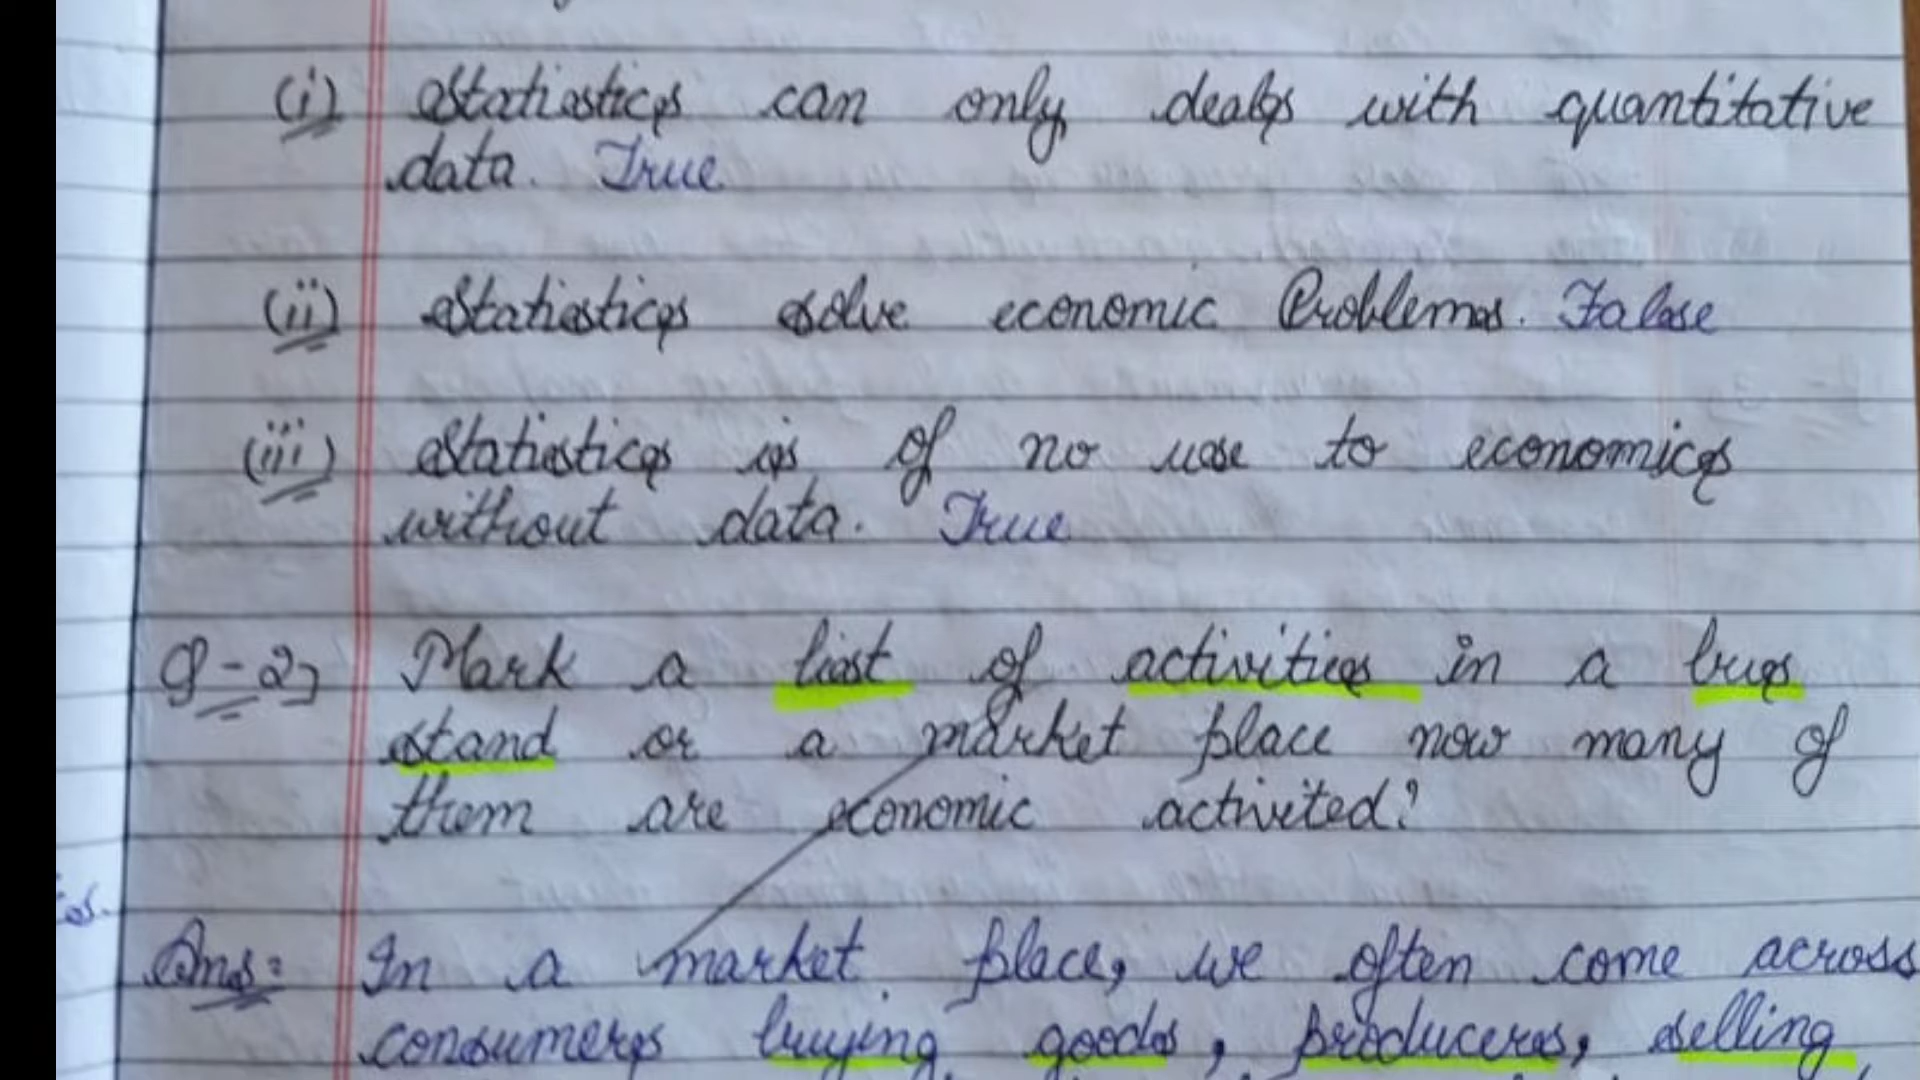 (i) Statistics can only deals with quantitative
data. True
(ii) Statistics solve economic Problems. False
(iii) Statistics is of no use to economics
without data. True
Q-2) Mark a list of activities in a bus
stand or a market place now many of
them are economic activited?
Ans: In a market place, we often come across
consumers buying goods, producers, selling